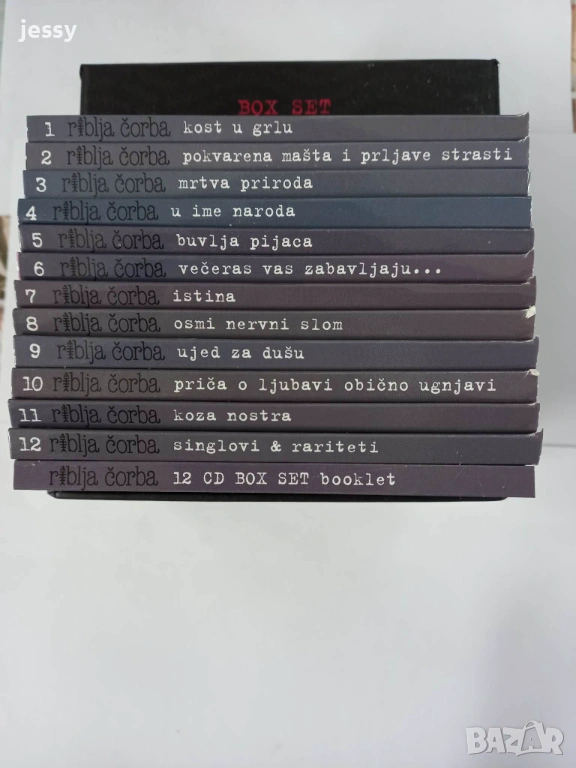 jessy
BOX SET
1 riblja čorba kost u grlu
2 riblja čorba pokvarena mašta i prljave strasti
3 riblja čorba mrtva priroda
4 riblja čorba u ime naroda
5 riblja čorba buvlja pijaca
6 riblja čorba večeras vas zabavljaju...
7 riblja čorba istina
8 riblja čorba osmi nervni slom
9 riblja čorba ujed za dušu
10 riblja čorba priča o ljubavi obično ugnjavi
11 riblja čorba koza nostra
12 riblja čorba singlovi & rariteti
riblja čorba 12 CD BOX SET booklet
BAZAR